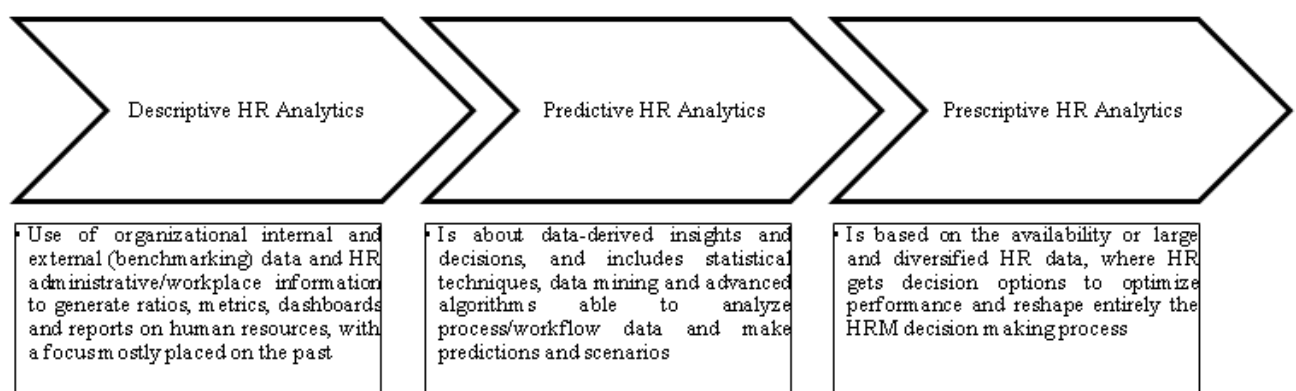 Descriptive HR Analytics
Predictive HR Analytics
Prescriptive HR Analytics
▪ Use of organizational internal and
external (benchmarking) data and HR
administrative/workplace information
to generate ratios, metrics, dashboards
and reports on human resources, with
a focus mostly placed on the past
▪ Is about data-derived insights and
decisions, and includes statistical
techniques, data mining and advanced
algorithms able to analyze
process/workflow data and make
predictions and scenarios
▪ Is based on the availability or large
and diversified HR data, where HR
gets decision options to optimize
performance and reshape entirely the
HRM decision making process